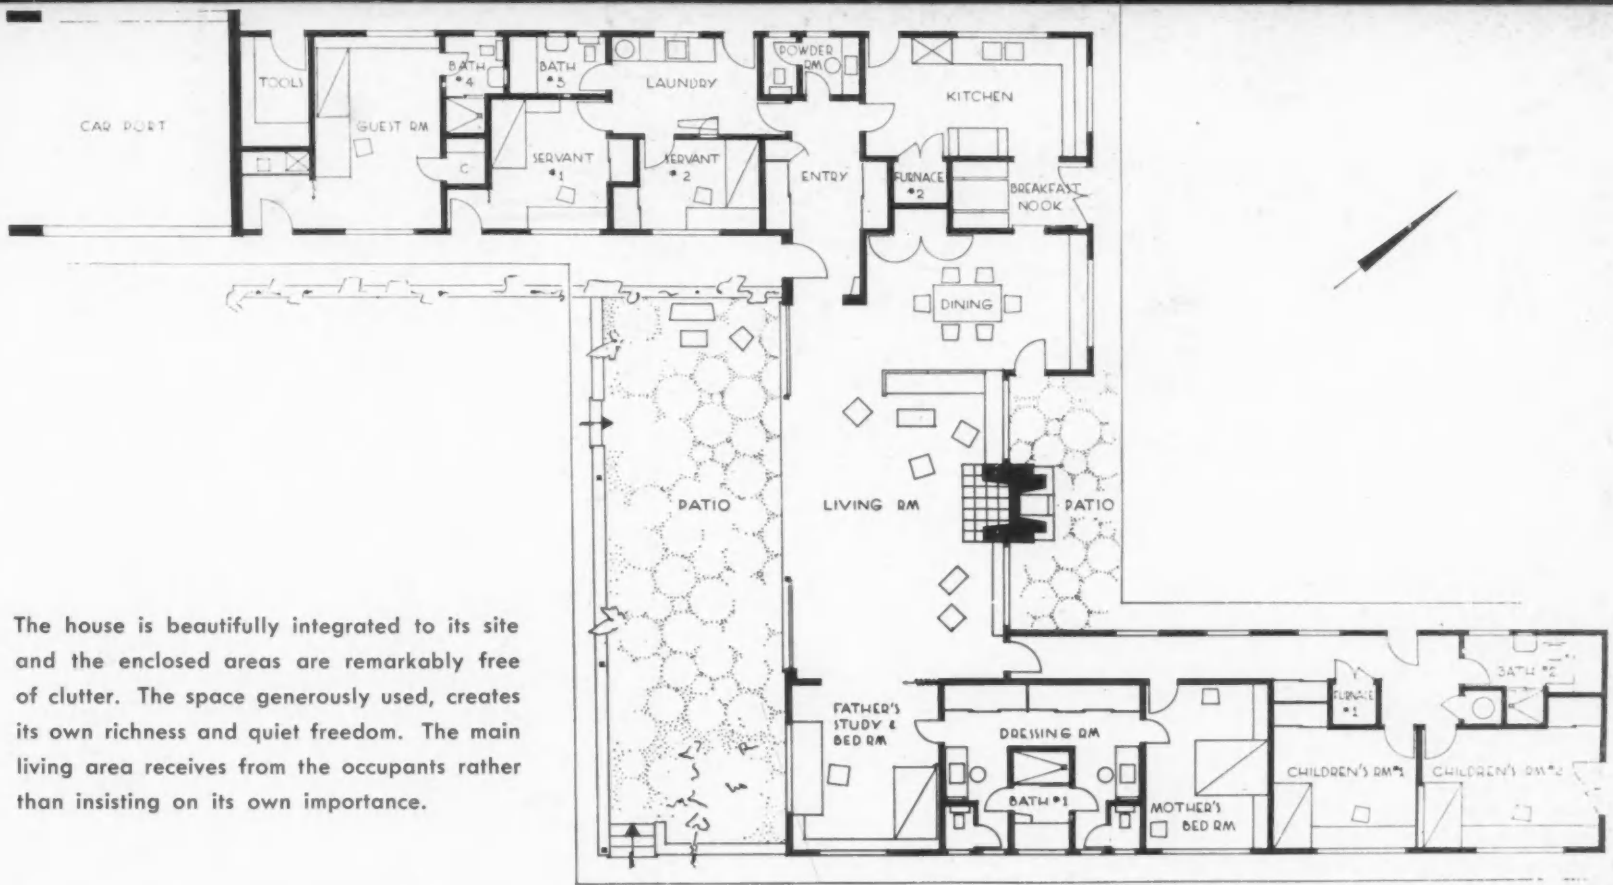 CAR PORT
TOOLS
GUEST RM
BATH
#4
BATH
#3
LAUNDRY
POWDER
RM
KITCHEN
C
SERVANT
#1
SERVANT
#2
ENTRY
FURNACE
#2
BREAKFAST
NOOK
DINING
PATIO
LIVING RM
PATIO
The house is beautifully integrated to its site
and the enclosed areas are remarkably free
of clutter. The space generously used, creates
its own richness and quiet freedom. The main
living area receives from the occupants rather
than insisting on its own importance.
FATHER'S
STUDY &
BED RM
DRESSING RM
BATH #1
MOTHER'S
BED RM
FURNACE
#1
BATH #2
CHILDREN'S RM #1
CHILDREN'S RM #2